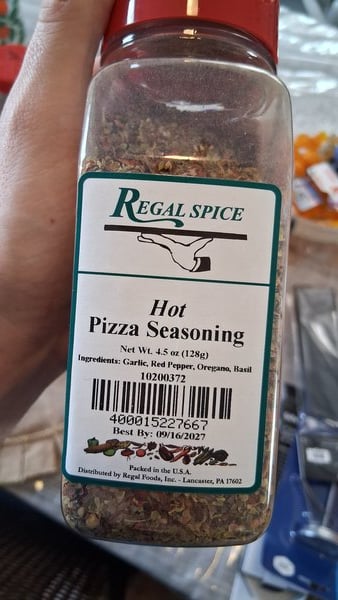 REGAL SPICE
Hot
Pizza Seasoning
Net Wt. 4.5 oz (128g)
Ingredients: Garlic, Red Pepper, Oregano, Basil
10200372
400015227667
Best By: 09/16/2027
Packed in the U.S.A.
Distributed by Regal Foods, Inc. - Lancaster, PA 17602